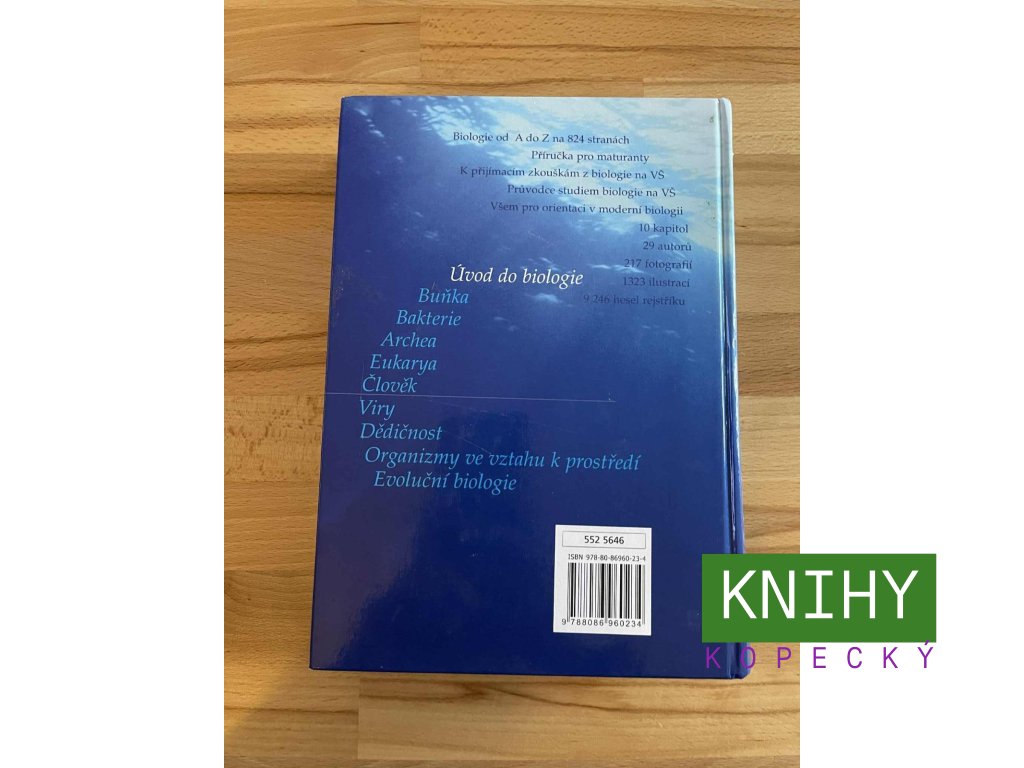 Biologie od A do Z na 824 stranách
Příručka pro maturanty
K přijímacím zkouškám z biologie na VŠ
Průvodce studiem biologie na VŠ
Všem pro orientaci v moderní biologii
10 kapitol
29 autorů
217 fotografií
1323 ilustrací
9 246 hesel rejstříku
Úvod do biologie
Buňka
Bakterie
Archea
Eukarya
Člověk
Viry
Dědičnost
Organizmy ve vztahu k prostředí
Evoluční biologie
552 5646
ISBN 978-80-86960-23-4
9 788086 960234
KNIHY
KOPECKÝ